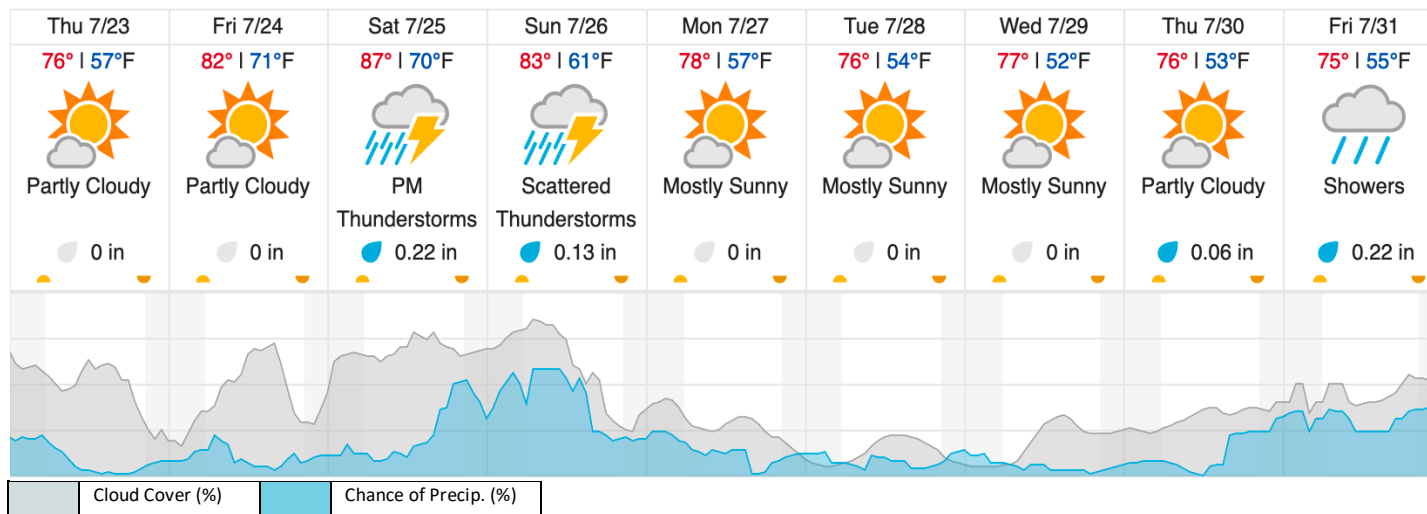 Thu 7/23 Fri 7/24 Sat 7/25 Sun 7/26 Mon 7/27 Tue 7/28 Wed 7/29 Thu 7/30 Fri 7/31
76° | 57°F 82° | 71°F 87° | 70°F 83° | 61°F 78° | 57°F 76° | 54°F 77° | 52°F 76° | 53°F 75° | 55°F
Partly Cloudy Partly Cloudy PM Scattered Mostly Sunny Mostly Sunny Mostly Sunny Partly Cloudy Showers
Thunderstorms Thunderstorms
0 in 0 in 0.22 in 0.13 in 0 in 0 in 0 in 0.06 in 0.22 in
Cloud Cover (%) Chance of Precip. (%)